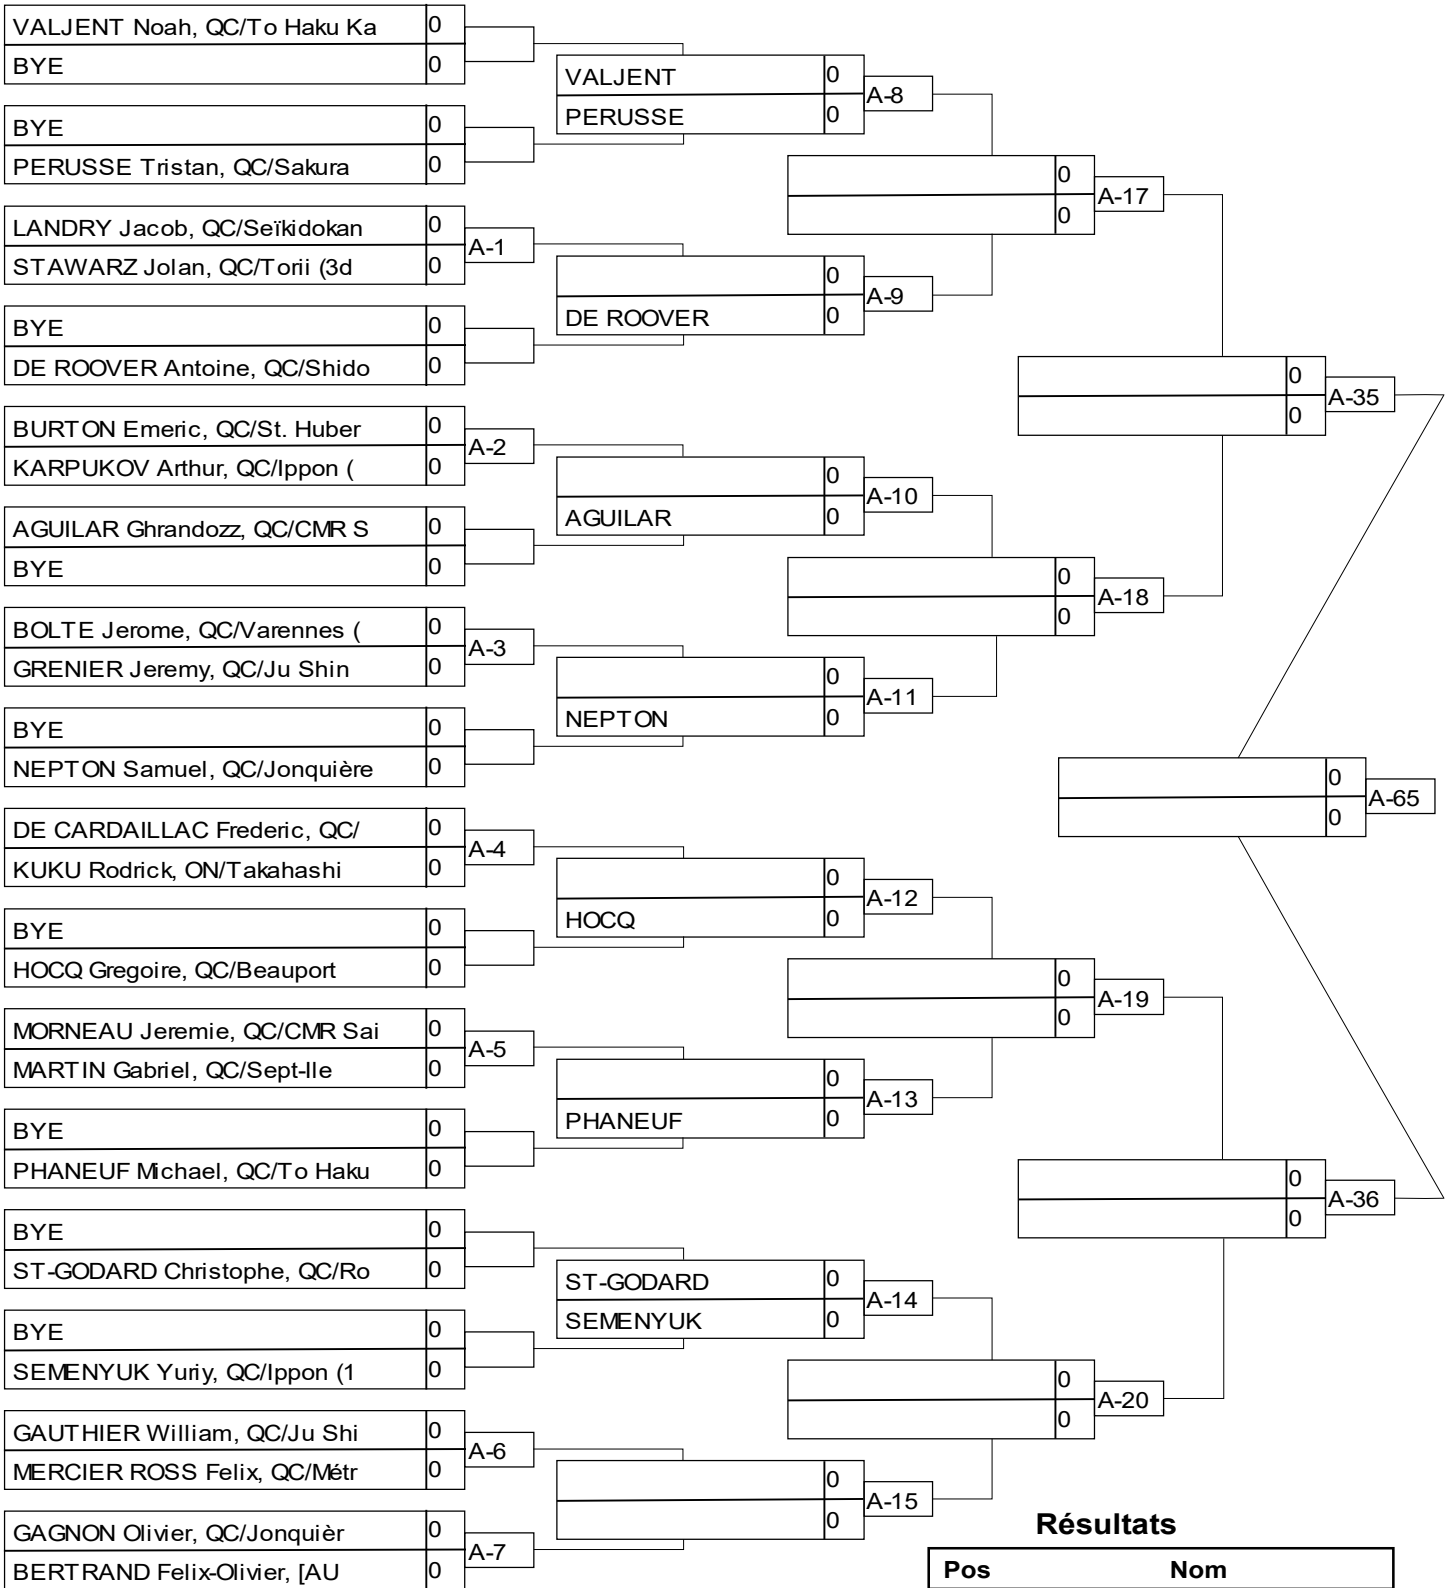 VALJENT Noah, QC/To Haku Ka 0
BYE 0
BYE 0
PERUSSE Tristan, QC/Sakura 0
LANDRY Jacob, QC/Seïkidokan 0
STAWARZ Jolan, QC/Torii (3d 0
A-1
BYE 0
DE ROOVER Antoine, QC/Shido 0
BURTON Emeric, QC/St. Huber 0
KARPUKOV Arthur, QC/Ippon ( 0
A-2
AGUILAR Ghrandozz, QC/CMR S 0
BYE 0
BOLTE Jerome, QC/Varennes ( 0
GRENIER Jeremy, QC/Ju Shin 0
A-3
BYE 0
NEPTON Samuel, QC/Jonquière 0
DE CARDAILLAC Frederic, QC/ 0
KUKU Rodrick, ON/Takahashi 0
A-4
BYE 0
HOCQ Gregoire, QC/Beauport 0
MORNEAU Jeremie, QC/CMR Sai 0
MARTIN Gabriel, QC/Sept-Ile 0
A-5
BYE 0
PHANEUF Michael, QC/To Haku 0
BYE 0
ST-GODARD Christophe, QC/Ro 0
BYE 0
SEMENYUK Yuriy, QC/Ippon (1 0
GAUTHIER William, QC/Ju Shi 0
MERCIER ROSS Felix, QC/Métr 0
A-6
GAGNON Olivier, QC/Jonquièr 0
BERTRAND Felix-Olivier, [AU 0
A-7
VALJENT 0
PERUSSE 0
A-8
0
DE ROOVER 0
A-9
0
AGUILAR 0
A-10
0
NEPTON 0
A-11
0
HOCQ 0
A-12
0
PHANEUF 0
A-13
ST-GODARD 0
SEMENYUK 0
A-14
0
0
A-15
0
0
A-17
0
0
A-18
0
0
A-19
0
0
A-20
0
0
A-35
0
0
A-36
0
0
A-65
Résultats
Pos Nom